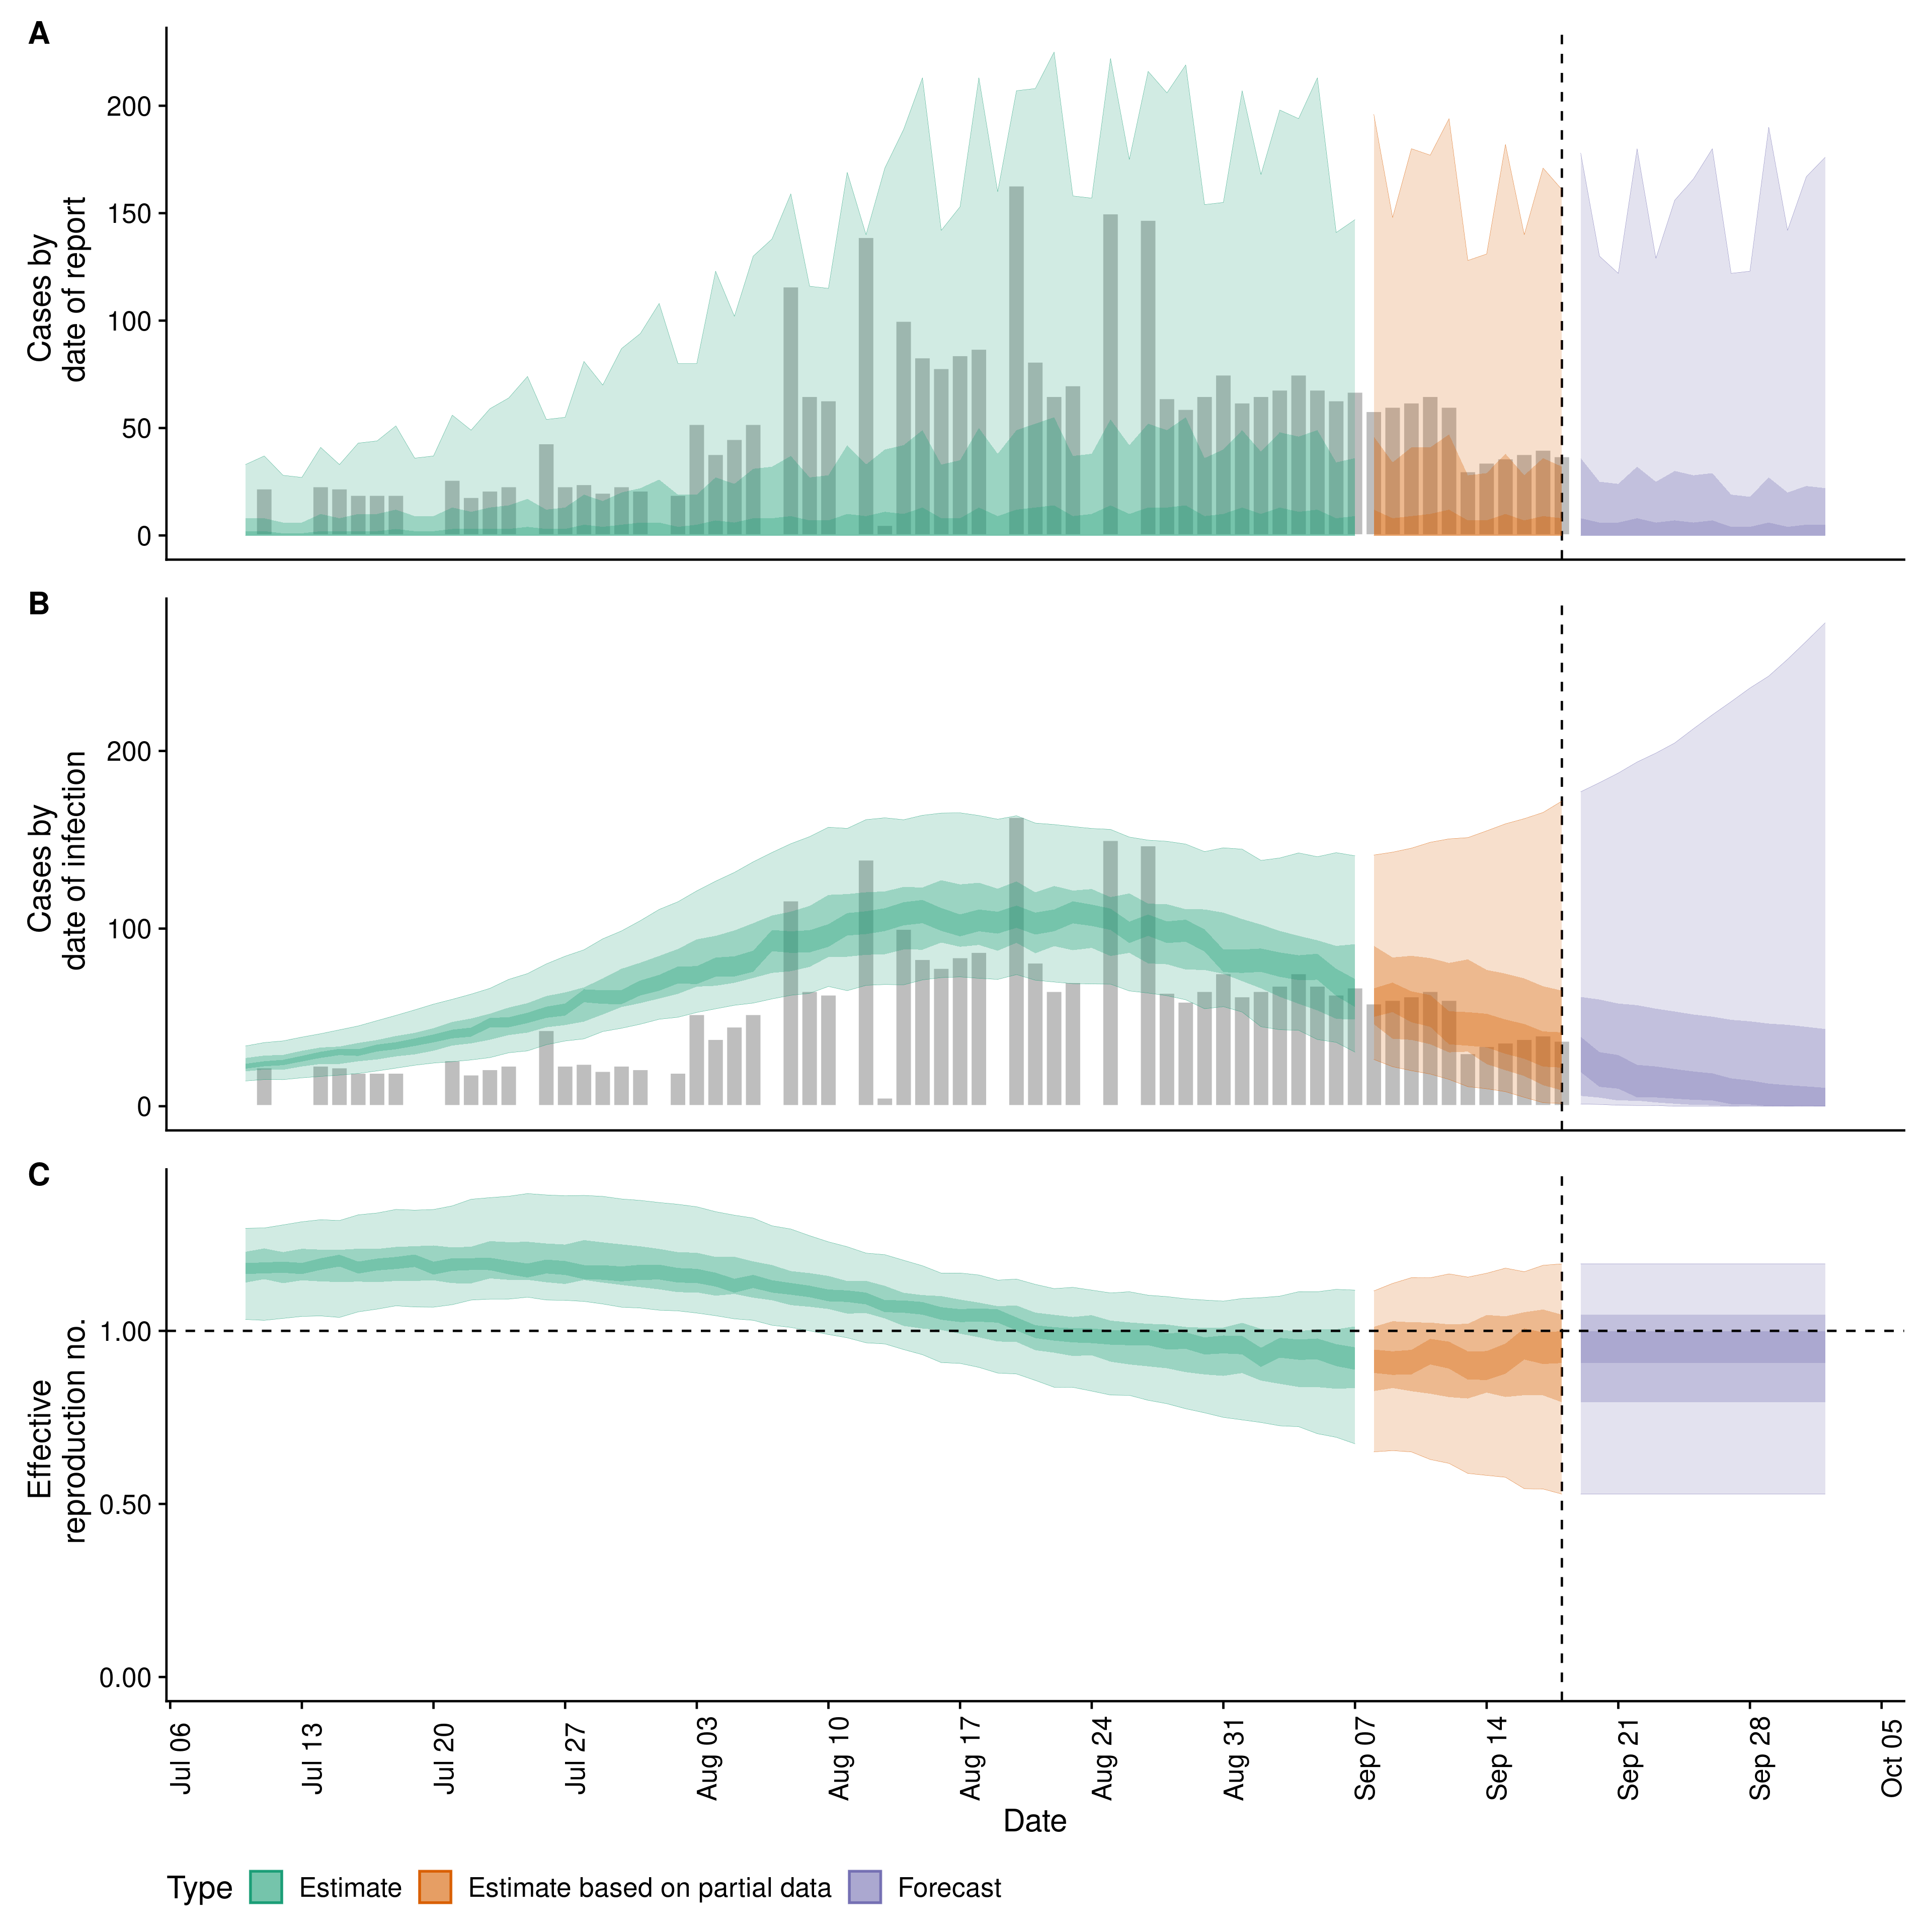 A
Cases by
date of report
200
150
100
50
0
B
Cases by
date of infection
200
100
0
C
Effective
reproduction no.
1.00
0.50
0.00
Jul 06
Jul 13
Jul 20
Jul 27
Aug 03
Aug 10
Aug 17
Aug 24
Aug 31
Sep 07
Sep 14
Sep 21
Sep 28
Oct 05
Date
Type Estimate Estimate based on partial data Forecast